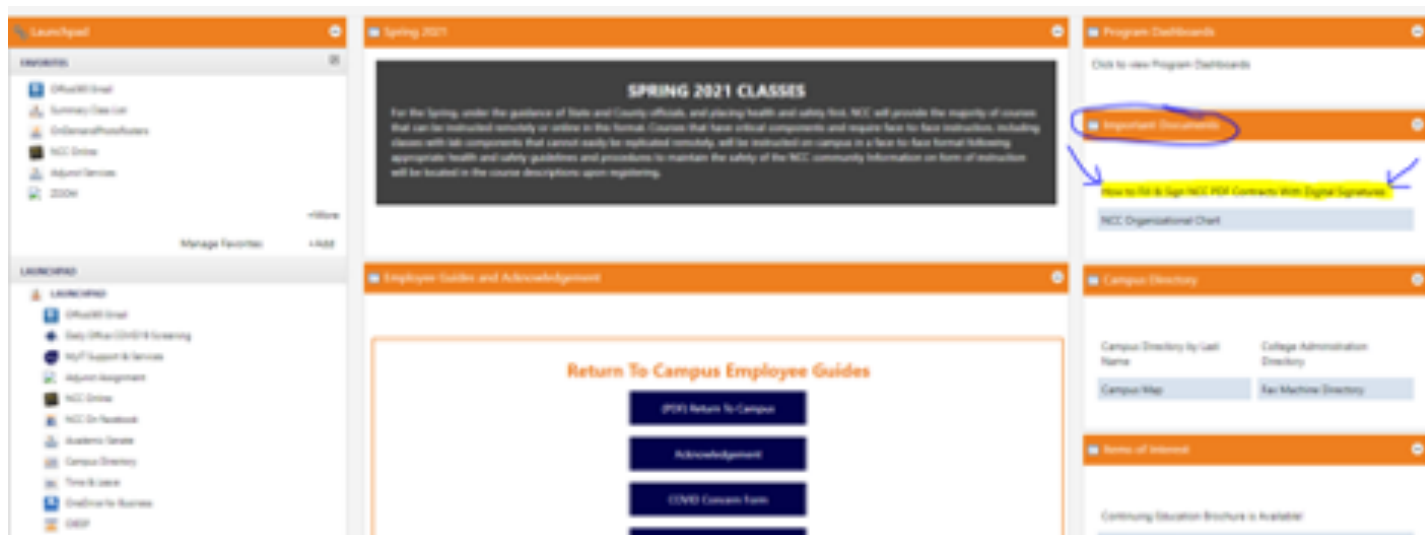 Launchpad
FAVORITES
Office365 Email
Summary Class List
OnDemandPhotoRosters
NCC Online
Adjunct Services
ZOOM
+More
Manage Favorites
+Add
LAUNCHPAD
LAUNCHPAD
Office365 Email
Daily Office COVID19 Screening
MyIT Support & Services
Adjunct Assignment
NCC Online
NCC On Facebook
Academic Senate
Campus Directory
Time & Leave
OneDrive for Business
Spring 2021
SPRING 2021 CLASSES
For the Spring, under the guidance of State and County officials, and placing health and safety first, NCC will provide the majority of courses
that can be instructed remotely or online in this format. Courses that have critical components and require face to face instruction, including
classes with lab components that cannot easily be replicated remotely, will be instructed on campus in a face to face format following
appropriate health and safety guidelines and procedures to maintain the safety of the NCC community Information on form of instruction
will be located in the course descriptions upon registering.
Employee Guides and Acknowledgement
Return To Campus Employee Guides
(PDF) Return To Campus
Acknowledgement
COVID Concern Form
Program Dashboards
Click to view Program Dashboards
Important Documents
How to Fill & Sign NCC PDF Contracts With Digital Signatures
NCC Organizational Chart
Campus Directory
Campus Directory by Last
Name
College Administration
Directory
Campus Map
Fax Machine Directory
Items of Interest
Continuing Education Brochure is Available!